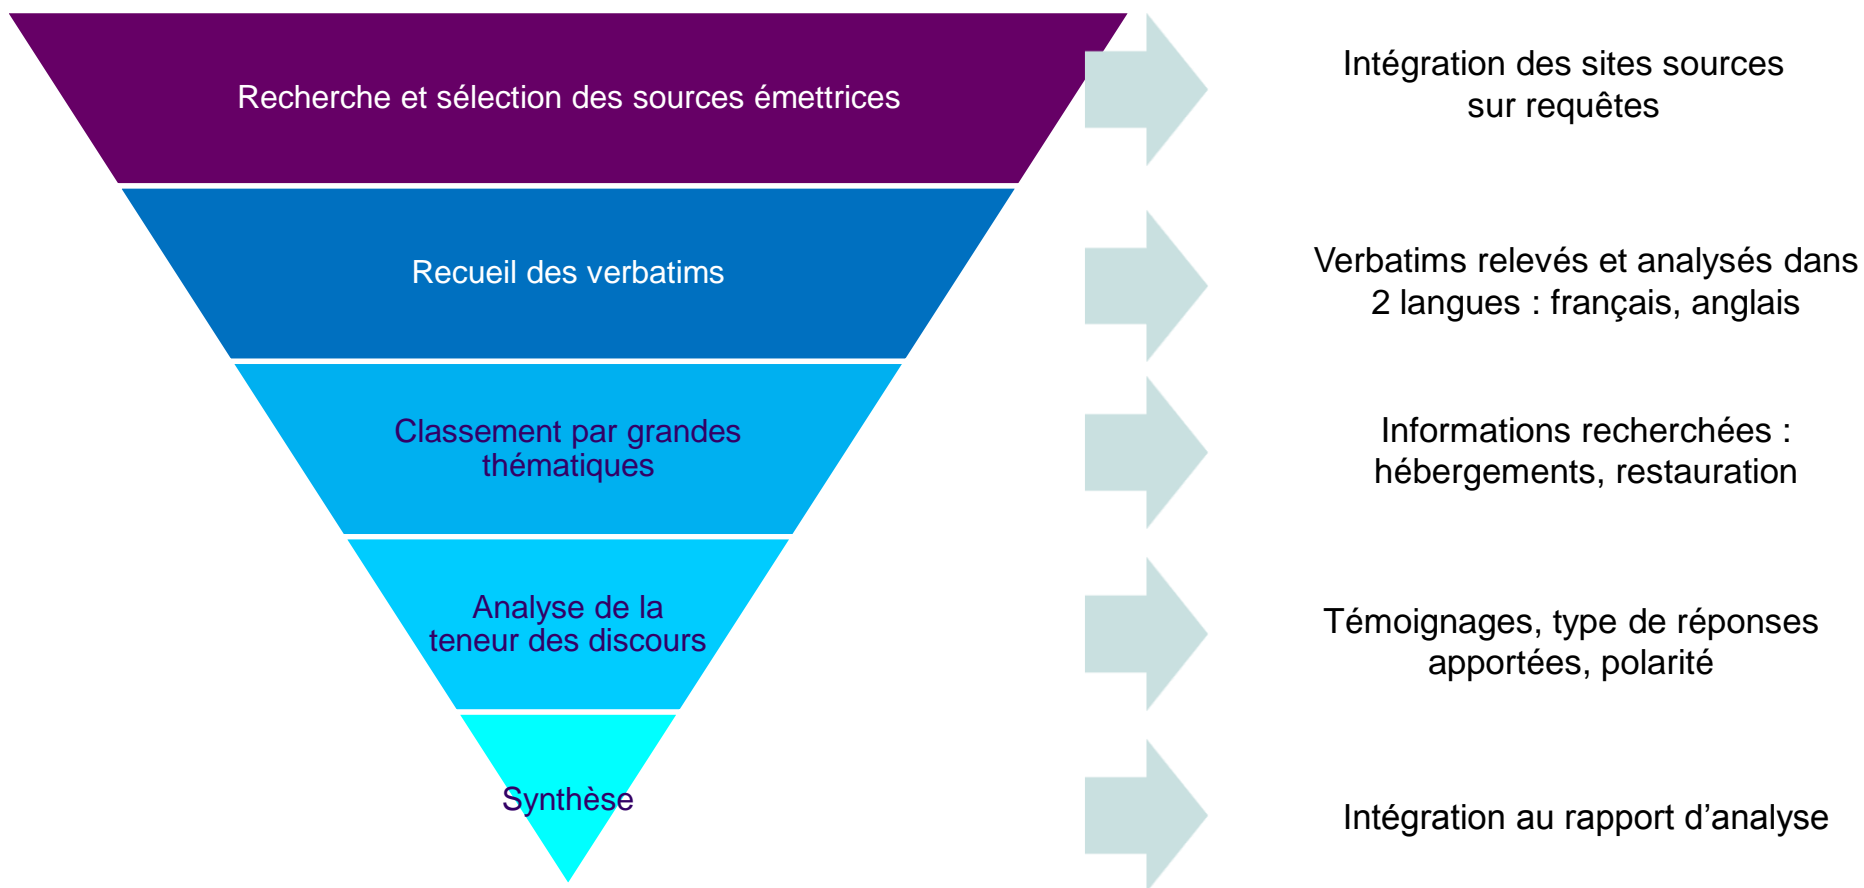 Recherche et sélection des sources émettrices
Intégration des sites sources
sur requêtes
Recueil des verbatims
Verbatims relevés et analysés dans
2 langues : français, anglais
Classement par grandes
thématiques
Informations recherchées :
hébergements, restauration
Analyse de la
teneur des discours
Témoignages, type de réponses
apportées, polarité
Synthèse
Intégration au rapport d’analyse